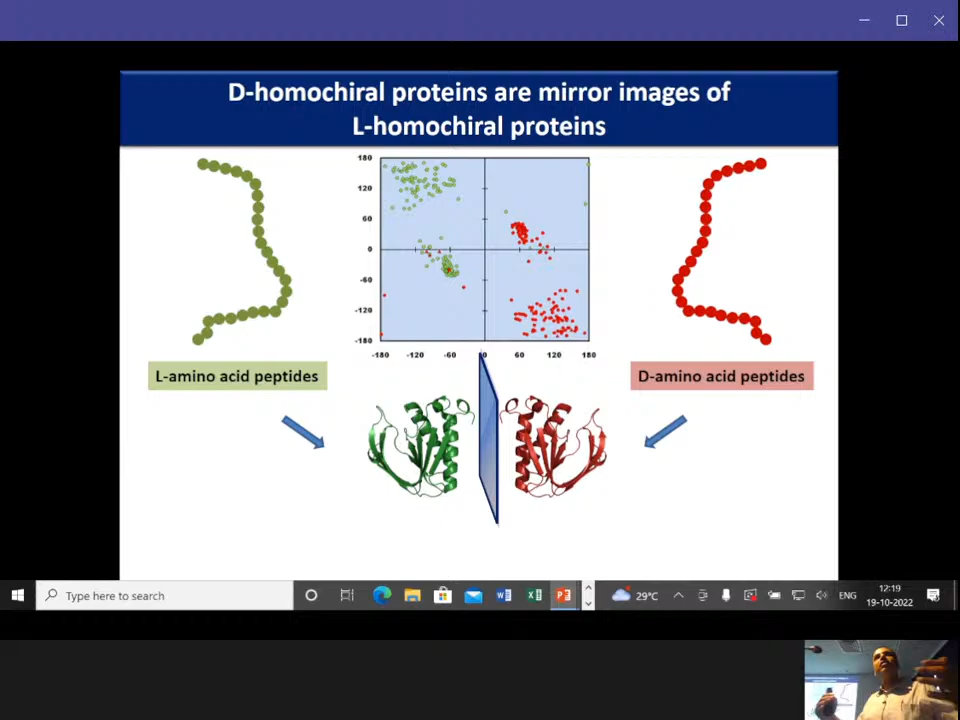 D-homochiral proteins are mirror images of
L-homochiral proteins
180
120
60
0
-60
-120
-180
-180 -120 -60 0 60 120 180
L-amino acid peptides
D-amino acid peptides
Type here to search
29°C
ENG
12:19
19-10-2022